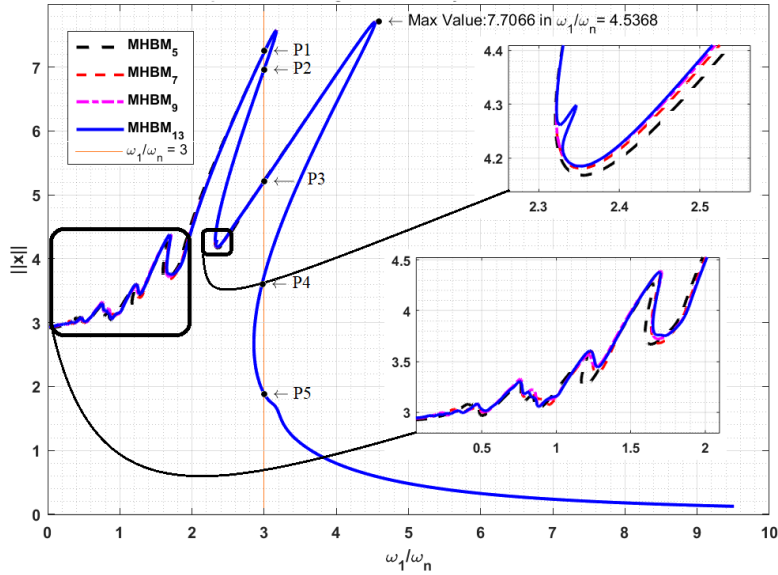 ← Max Value:7.7066 in ω₁/ωₙ= 4.5368
MHBM₅
MHBM₇
MHBM₉
MHBM₁₃
ω₁/ωₙ = 3
← P1
← P2
← P3
← P4
← P5
4.4
4.3
4.2
2.3 2.4 2.5
4.5
4
3.5
3
0.5 1 1.5 2
7
6
5
4
3
2
1
0
||x||
0 1 2 3 4 5 6 7 8 9 10
ω₁/ωₙ